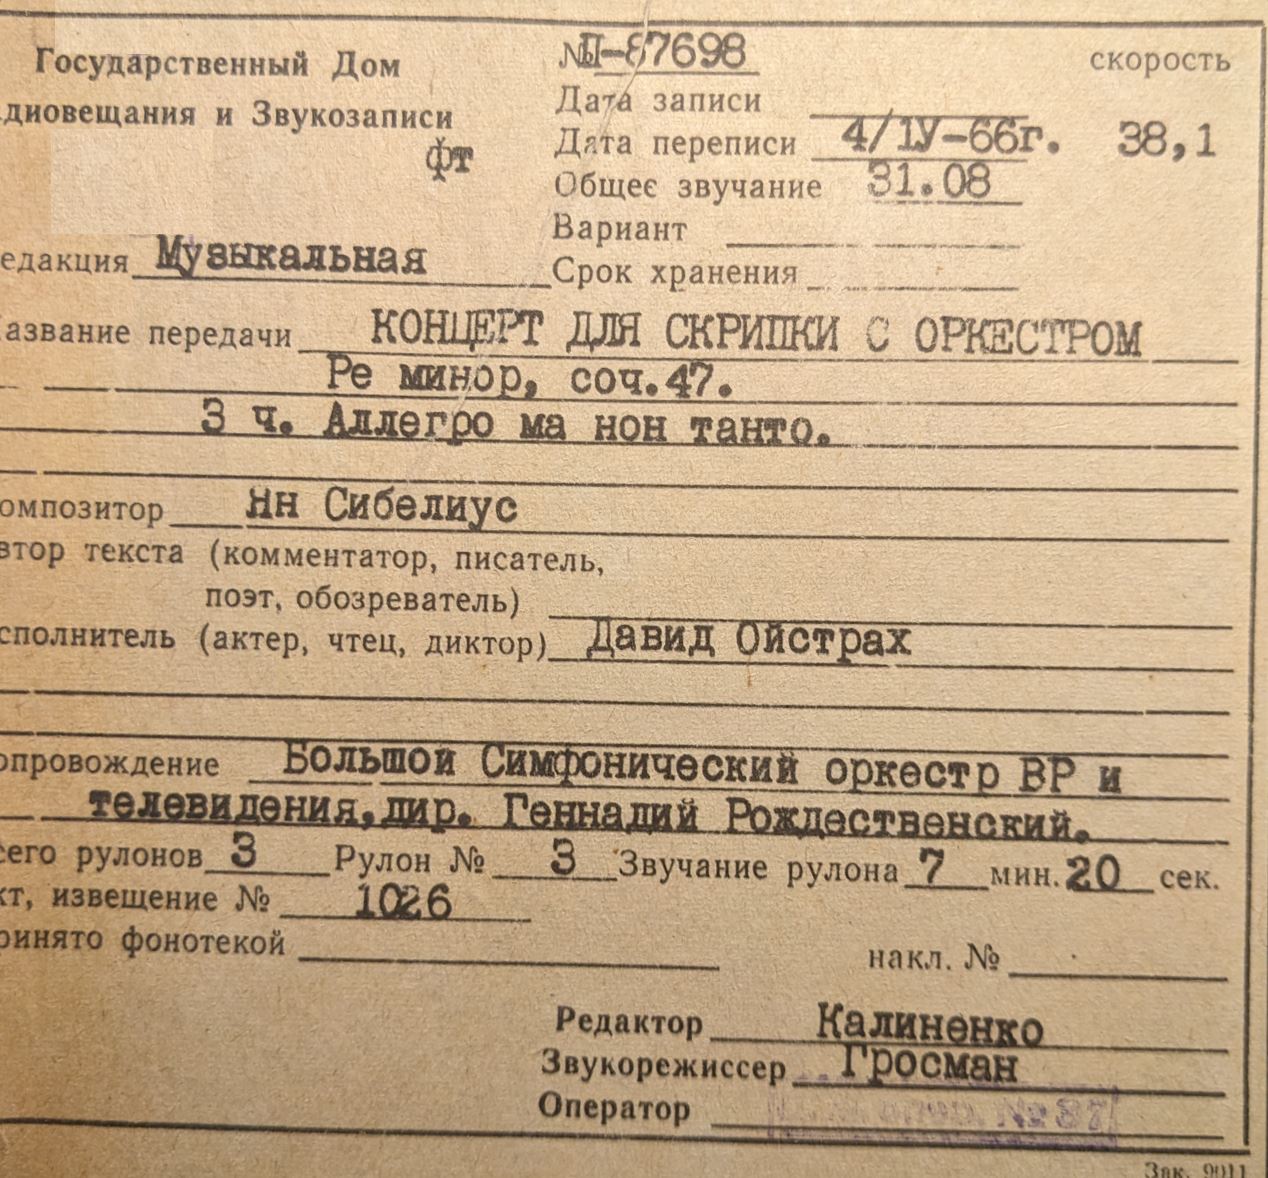 Государственный Дом
диовещания и Звукозаписи
фт
№Д-87698
скорость
Дата записи
Дата переписи 4/1У-66г. 38,1
Общее звучание 31.08
Вариант
едакция Музыкальная
Срок хранения
азвание передачи КОНЦЕРТ ДЛЯ СКРИПКИ С ОРКЕСТРОМ
Ре минор, соч.47.
3 ч. Аллегро ма нон танто.
омпозитор Ян Сибелиус
втор текста (комментатор, писатель,
поэт, обозреватель)
сполнитель (актер, чтец, диктор) Давид Ойстрах
опровождение Большой Симфонический оркестр ВР и
телевидения,дир. Геннадий Рождественский.
сего рулонов 3 Рулон № 3 Звучание рулона 7 мин. 20 сек.
кт, извещение № 1026
ринято фонотекой
накл. №
Редактор Калиненко
Звукорежиссер Гросман
Оператор № 37
Зак. 9011